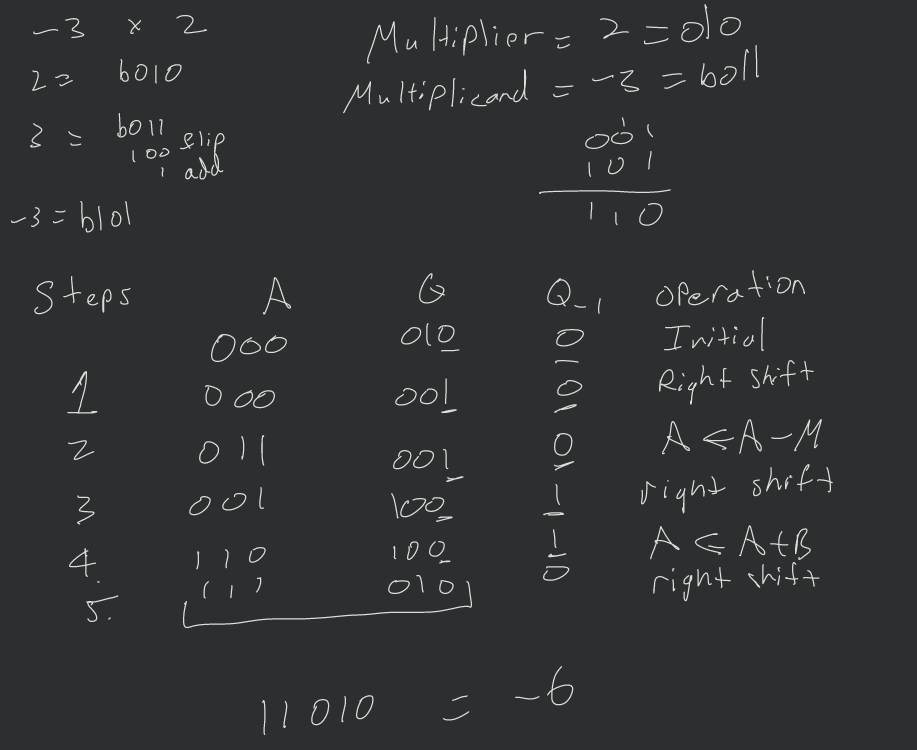 -3 x 2
2 = b010
3 = b011
100 flip
1 add
-3 = b101
Multiplier = 2 = 010
Multiplicand = -3 = b011
1
001
101
110
Steps A Q Q-1 operation
000 010 0 Initial
1 000 001 0 Right shift
2 011 001 0 A ← A - M
3 001 100 1 right shift
4. 110 100 1 A ← A + B
5. 111 010 0 right shift
11010 = -6